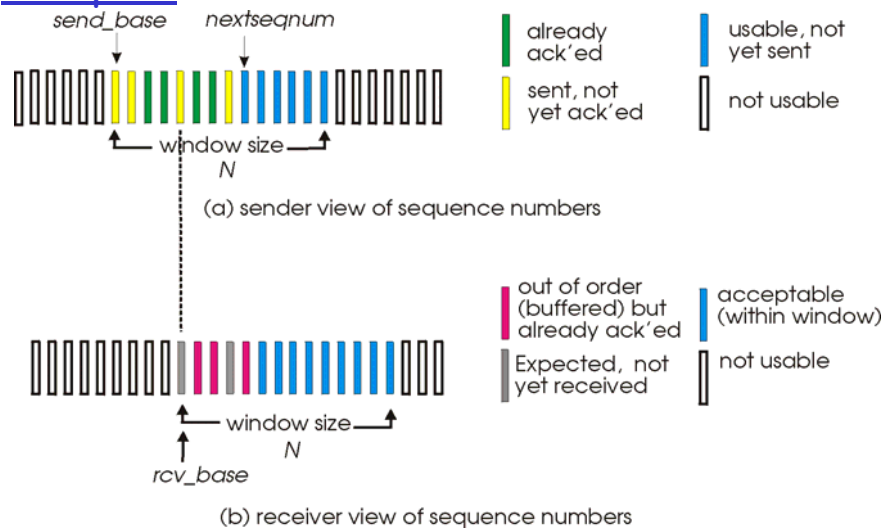 send_base
nextseqnum
already
ack'ed
usable, not
yet sent
sent, not
yet ack'ed
not usable
window size
N
(a) sender view of sequence numbers
out of order
(buffered) but
already ack'ed
acceptable
(within window)
Expected, not
yet received
not usable
window size
N
rcv_base
(b) receiver view of sequence numbers